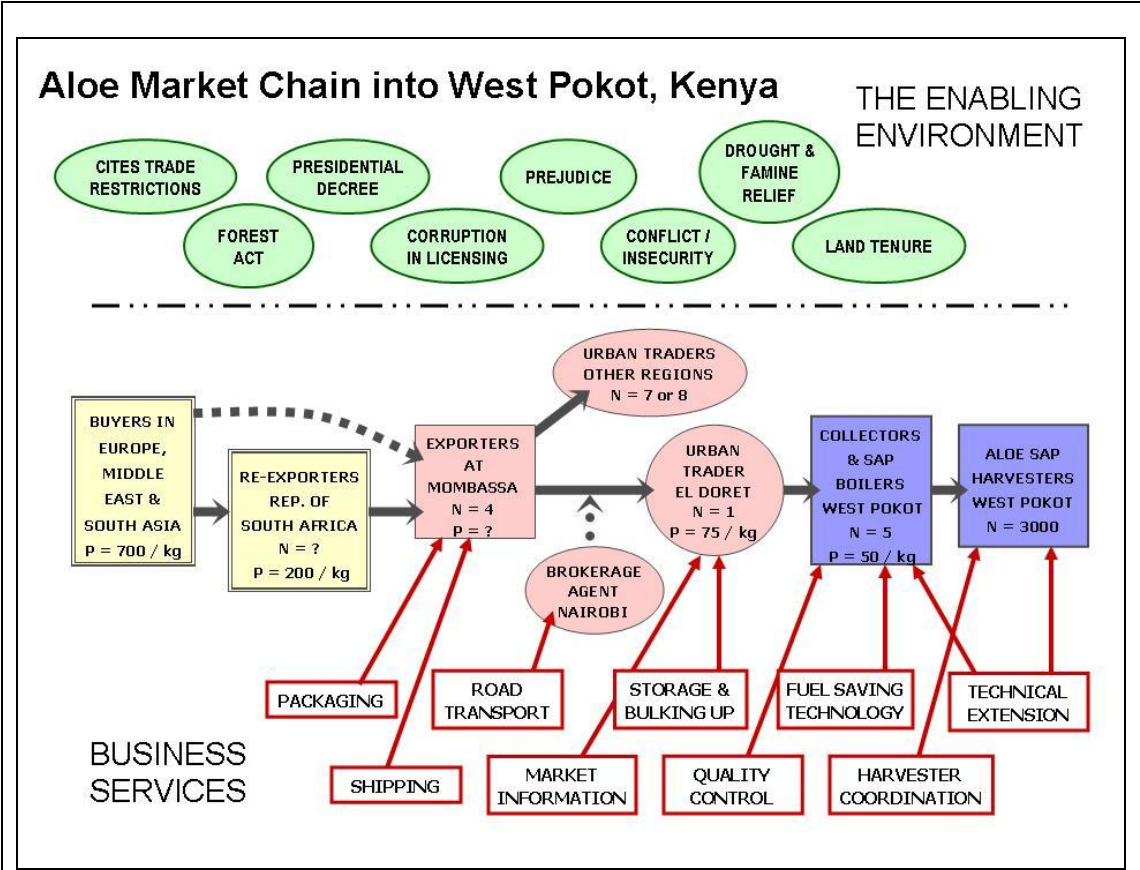 Aloe Market Chain into West Pokot, Kenya
THE ENABLING
ENVIRONMENT
CITES TRADE
RESTRICTIONS
PRESIDENTIAL
DECREE
PREJUDICE
DROUGHT &
FAMINE
RELIEF
FOREST
ACT
CORRUPTION
IN LICENSING
CONFLICT /
INSECURITY
LAND TENURE
BUYERS IN
EUROPE,
MIDDLE
EAST &
SOUTH ASIA
P = 700 / kg
RE-EXPORTERS
REP. OF
SOUTH AFRICA
N = ?
P = 200 / kg
EXPORTERS
AT
MOMBASSA
N = 4
P = ?
URBAN TRADERS
OTHER REGIONS
N = 7 or 8
URBAN
TRADER
EL DORET
N = 1
P = 75 / kg
BROKERAGE
AGENT
NAIROBI
COLLECTORS
& SAP
BOILERS
WEST POKOT
N = 5
P = 50 / kg
ALOE SAP
HARVESTERS
WEST POKOT
N = 3000
PACKAGING
ROAD
TRANSPORT
STORAGE &
BULKING UP
FUEL SAVING
TECHNOLOGY
TECHNICAL
EXTENSION
BUSINESS
SERVICES
SHIPPING
MARKET
INFORMATION
QUALITY
CONTROL
HARVESTER
COORDINATION